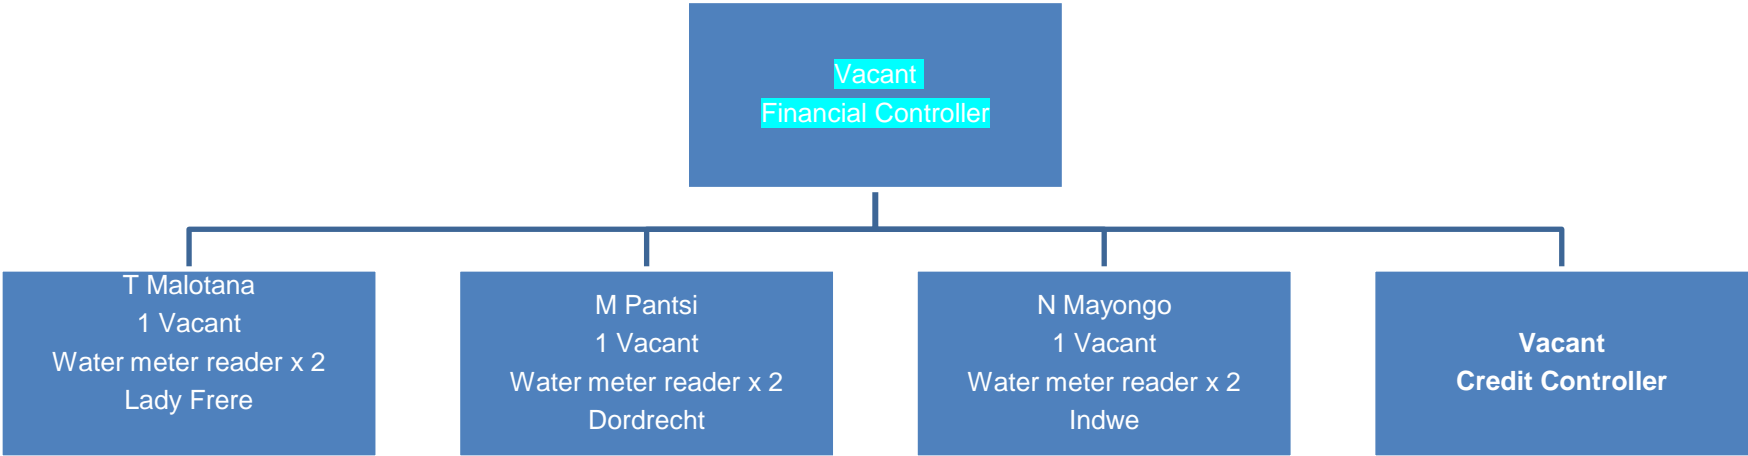 Vacant
Financial Controller
T Malotana
1 Vacant
Water meter reader x 2
Lady Frere
M Pantsi
1 Vacant
Water meter reader x 2
Dordrecht
N Mayongo
1 Vacant
Water meter reader x 2
Indwe
Vacant
Credit Controller